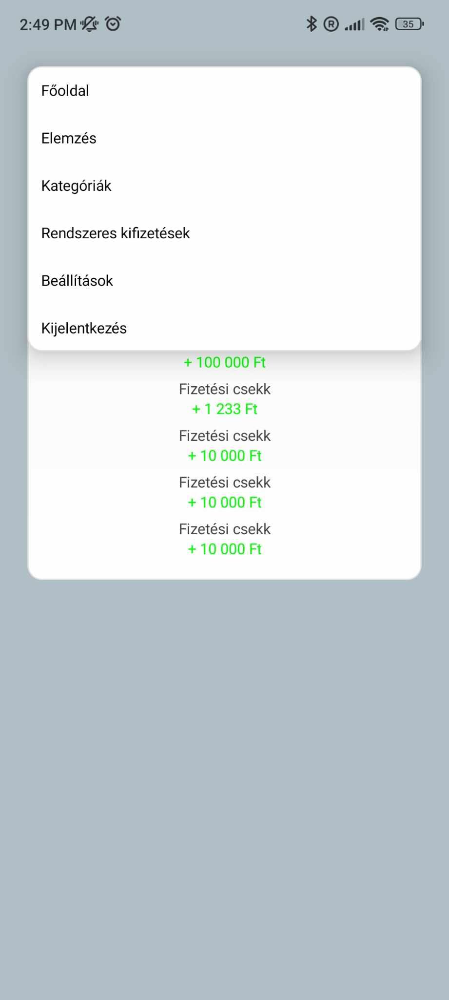 2:49 PM
35
Főoldal
Elemzés
Kategóriák
Rendszeres kifizetések
Beállítások
Kijelentkezés
+ 100 000 Ft
Fizetési csekk
+ 1 233 Ft
Fizetési csekk
+ 10 000 Ft
Fizetési csekk
+ 10 000 Ft
Fizetési csekk
+ 10 000 Ft